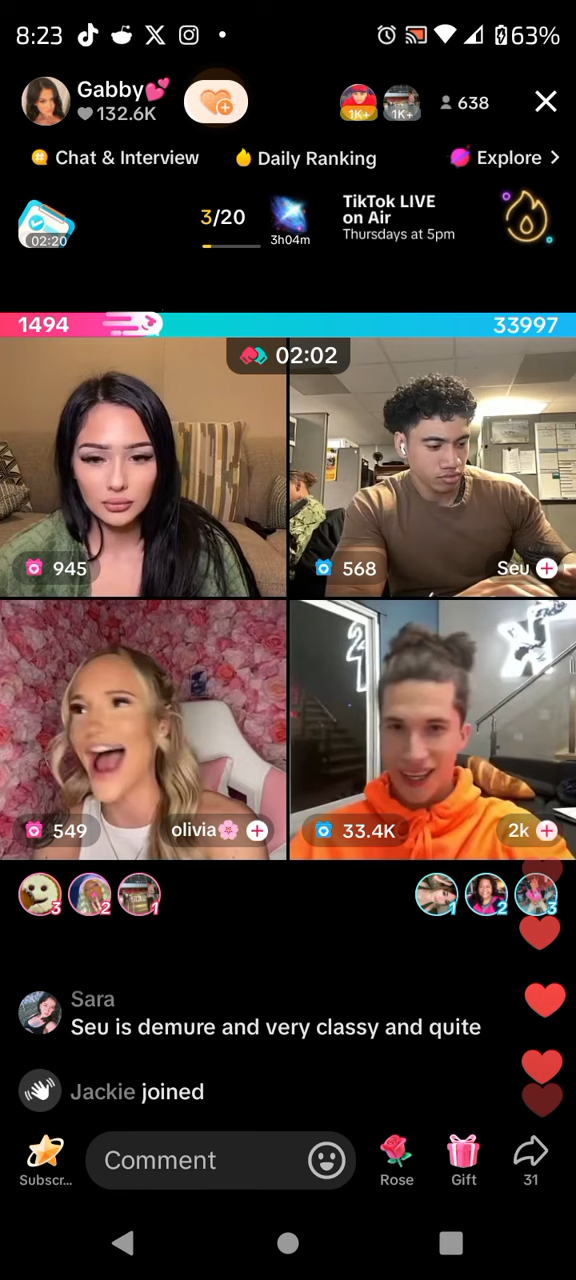 8:23
63%
Gabby💕
132.6K
1K+
1K+
638
Chat & Interview
Daily Ranking
Explore >
02:20
3/20
3h04m
TikTok LIVE
on Air
Thursdays at 5pm
1494
33997
02:02
945
568
Seu
549
olivia🌸
33.4K
2k
3
2
1
1
2
3
Sara
Seu is demure and very classy and quite
Jackie joined
Comment
Subscr...
Rose
Gift
31